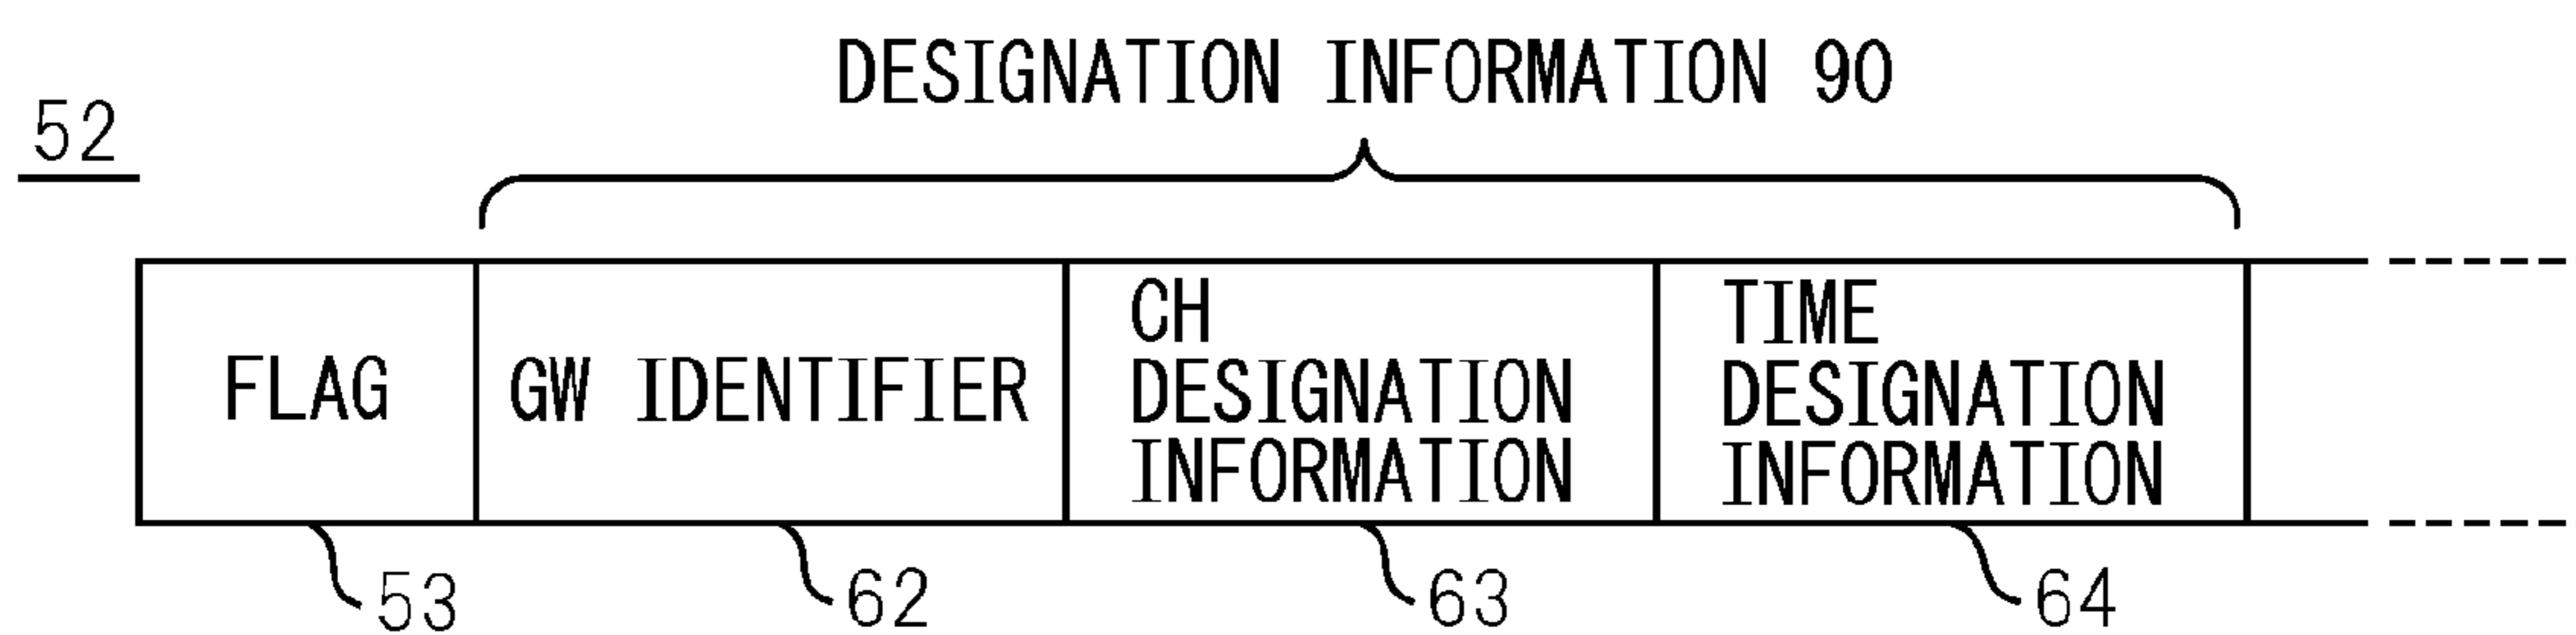 DESIGNATION INFORMATION 90
52
FLAG
GW IDENTIFIER
CH
DESIGNATION
INFORMATION
TIME
DESIGNATION
INFORMATION
53
62
63
64